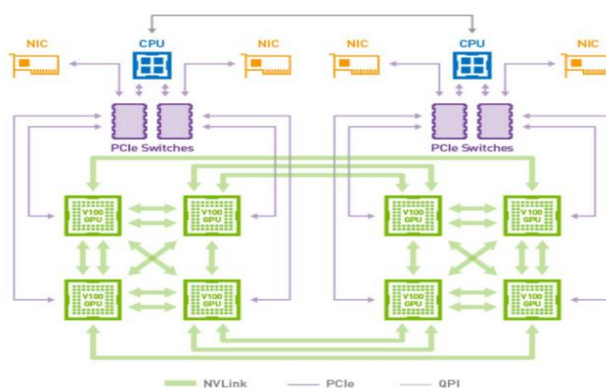 NIC
CPU
NIC
NIC
CPU
NIC
PCIe Switches
PCIe Switches
V100
GPU
V100
GPU
V100
GPU
V100
GPU
V100
GPU
V100
GPU
V100
GPU
V100
GPU
NVLink
PCIe
QPI